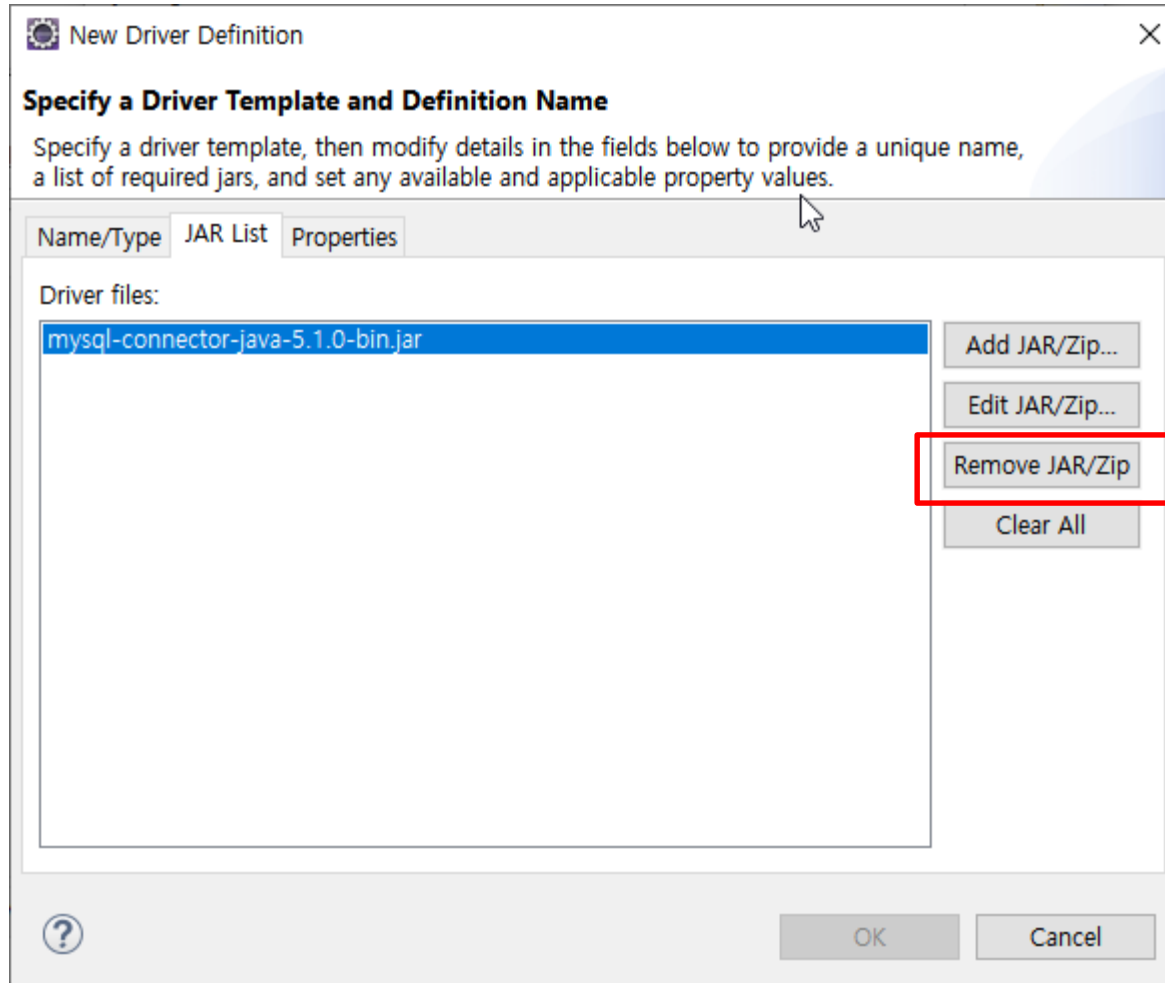 New Driver Definition
Specify a Driver Template and Definition Name
Specify a driver template, then modify details in the fields below to provide a unique name,
a list of required jars, and set any available and applicable property values.
Name/Type JAR List Properties
Driver files:
mysql-connector-java-5.1.0-bin.jar
Add JAR/Zip...
Edit JAR/Zip...
Remove JAR/Zip
Clear All
?
OK Cancel